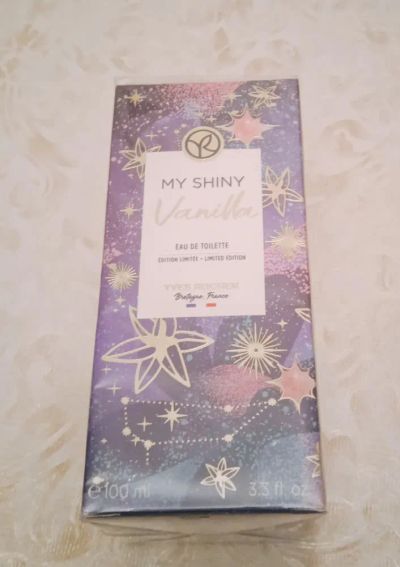 MY SHINY
Vanilla
EAU DE TOILETTE
ÉDITION LIMITÉE - LIMITED EDITION
YVES ROCHER
Bretagne, France
e 100 ml 3.3 fl. oz.